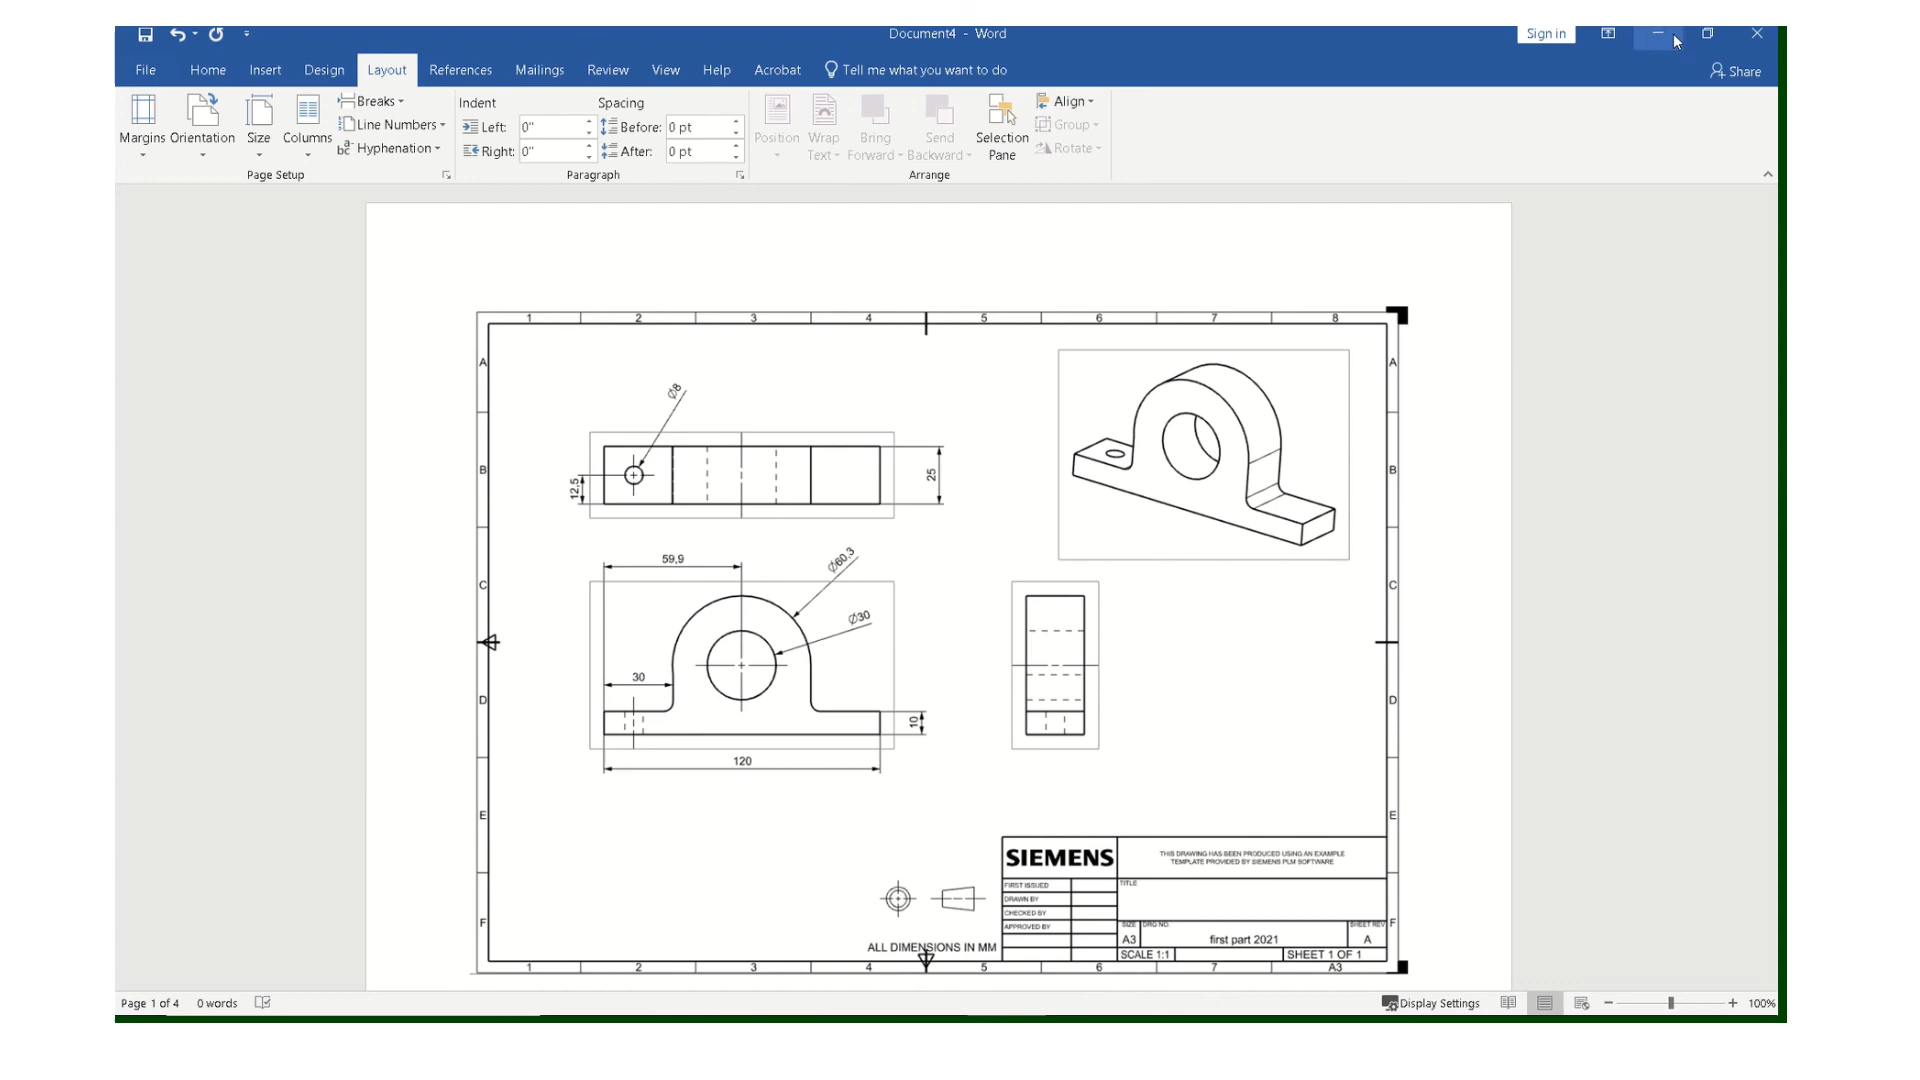 Document4 - Word
Sign in
File Home Insert Design Layout References Mailings Review View Help Acrobat Tell me what you want to do
Share
Margins Orientation Size Columns
Breaks
Line Numbers
Hyphenation
Page Setup
Indent
Left: 0"
Right: 0"
Spacing
Before: 0 pt
After: 0 pt
Paragraph
Position
Wrap Text
Bring Forward
Send Backward
Selection Pane
Align
Group
Rotate
Arrange
1 2 3 4 5 6 7 8
A A
B B
C C
D D
E E
F F
Ø8
12,5
25
59,9
Ø60,3
Ø30
30
10
120
SIEMENS
THIS DRAWING HAS BEEN PRODUCED USING AN EXAMPLE
TEMPLATE PROVIDED BY SIEMENS PLM SOFTWARE
FIRST ISSUED
DRAWN BY
CHECKED BY
APPROVED BY
TITLE
SIZE DRG NO. SHEET REV
A3 first part 2021 A
SCALE 1:1 SHEET 1 OF 1
ALL DIMENSIONS IN MM
1 2 3 4 5 6 7 A3
Page 1 of 4 0 words
Display Settings
100%